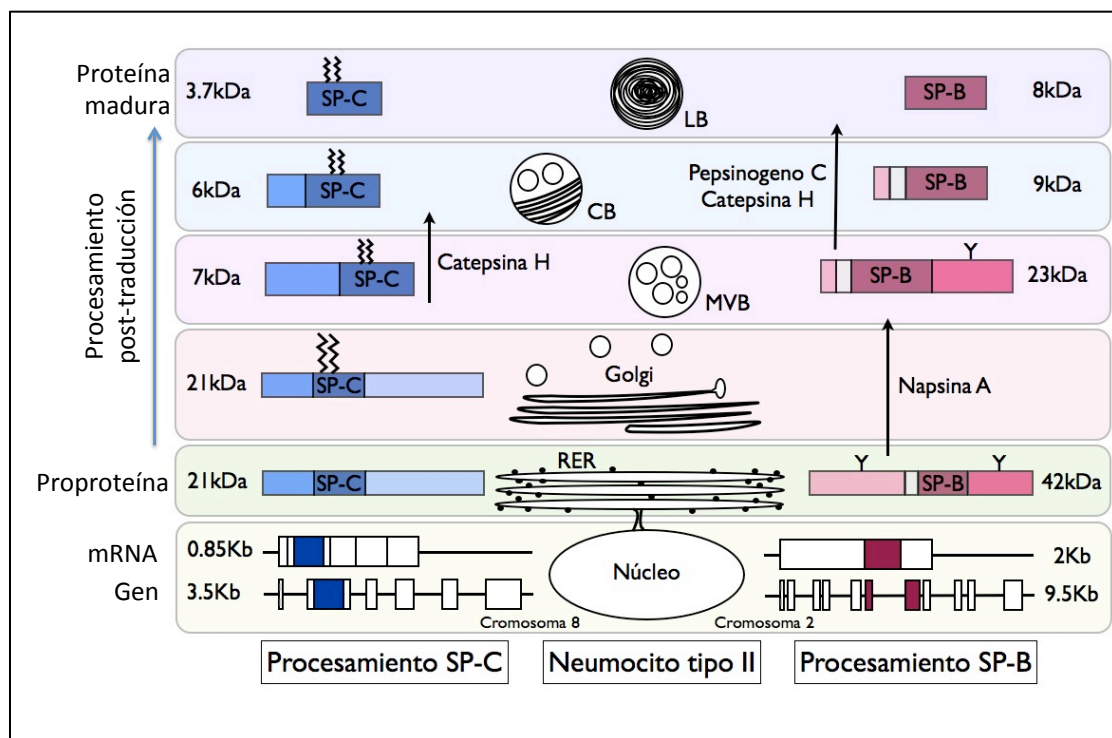 Proteína
madura
3.7kDa
SP-C
LB
SP-B
8kDa
Procesamiento
post-traducción
6kDa
SP-C
CB
Pepsinogeno C
Catepsina H
SP-B
9kDa
7kDa
SP-C
Catepsina H
MVB
SP-B
Y
23kDa
21kDa
SP-C
Golgi
Napsina A
Proproteína
21kDa
SP-C
RER
Y
Y
SP-B
42kDa
mRNA
0.85Kb
Núcleo
2Kb
Gen
3.5Kb
9.5Kb
Cromosoma 8
Cromosoma 2
Procesamiento SP-C
Neumocito tipo II
Procesamiento SP-B